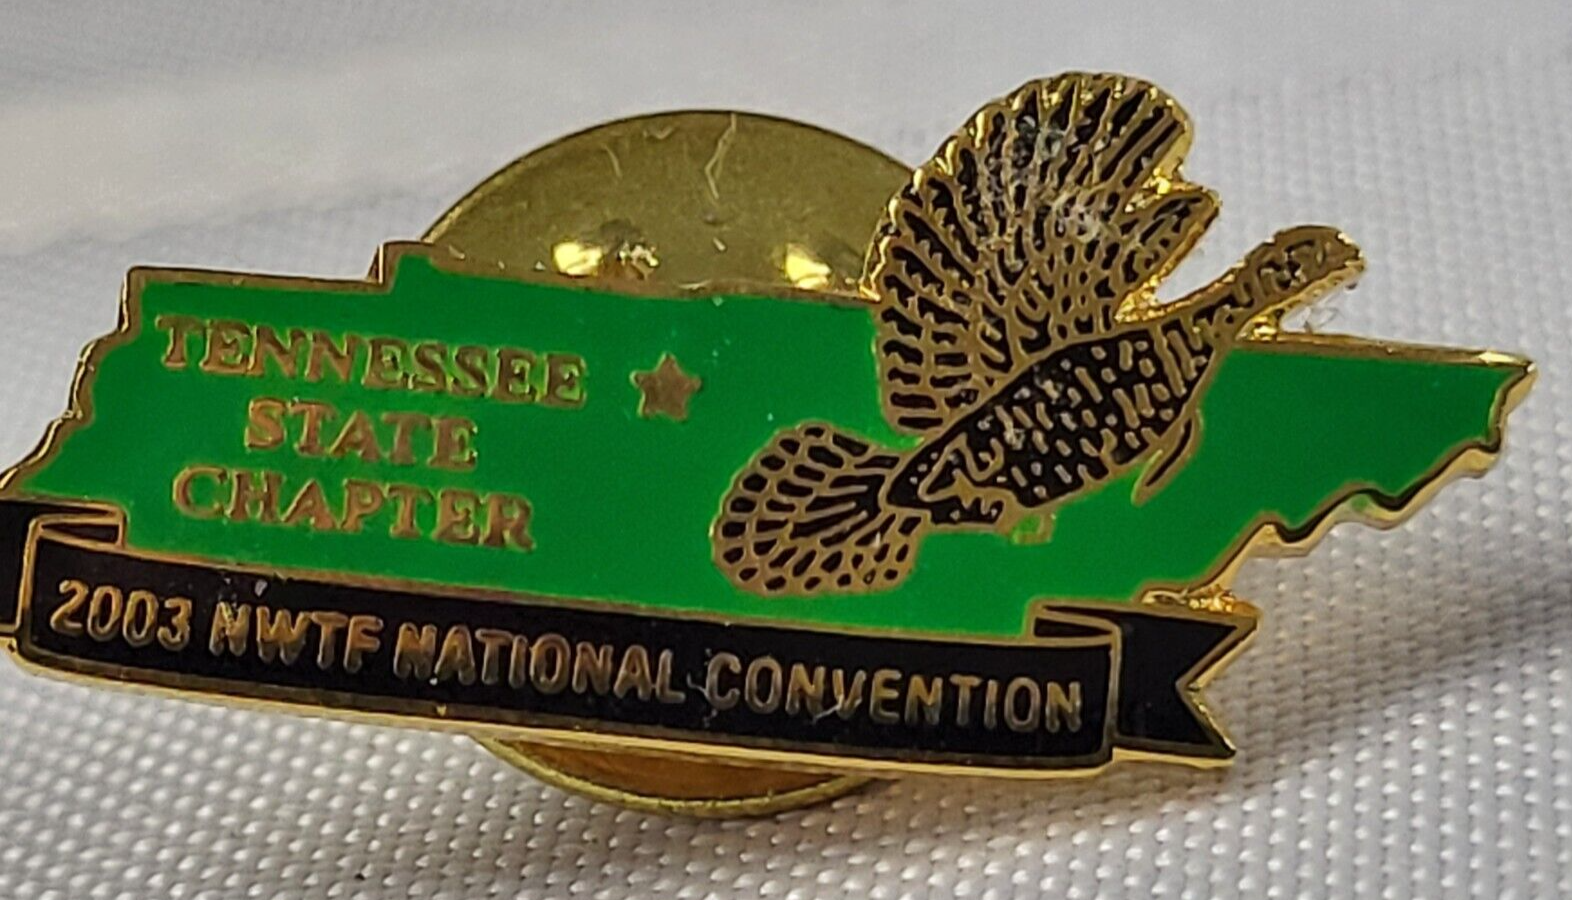 TENNESSEE
STATE
CHAPTER
2003 NWTF NATIONAL CONVENTION